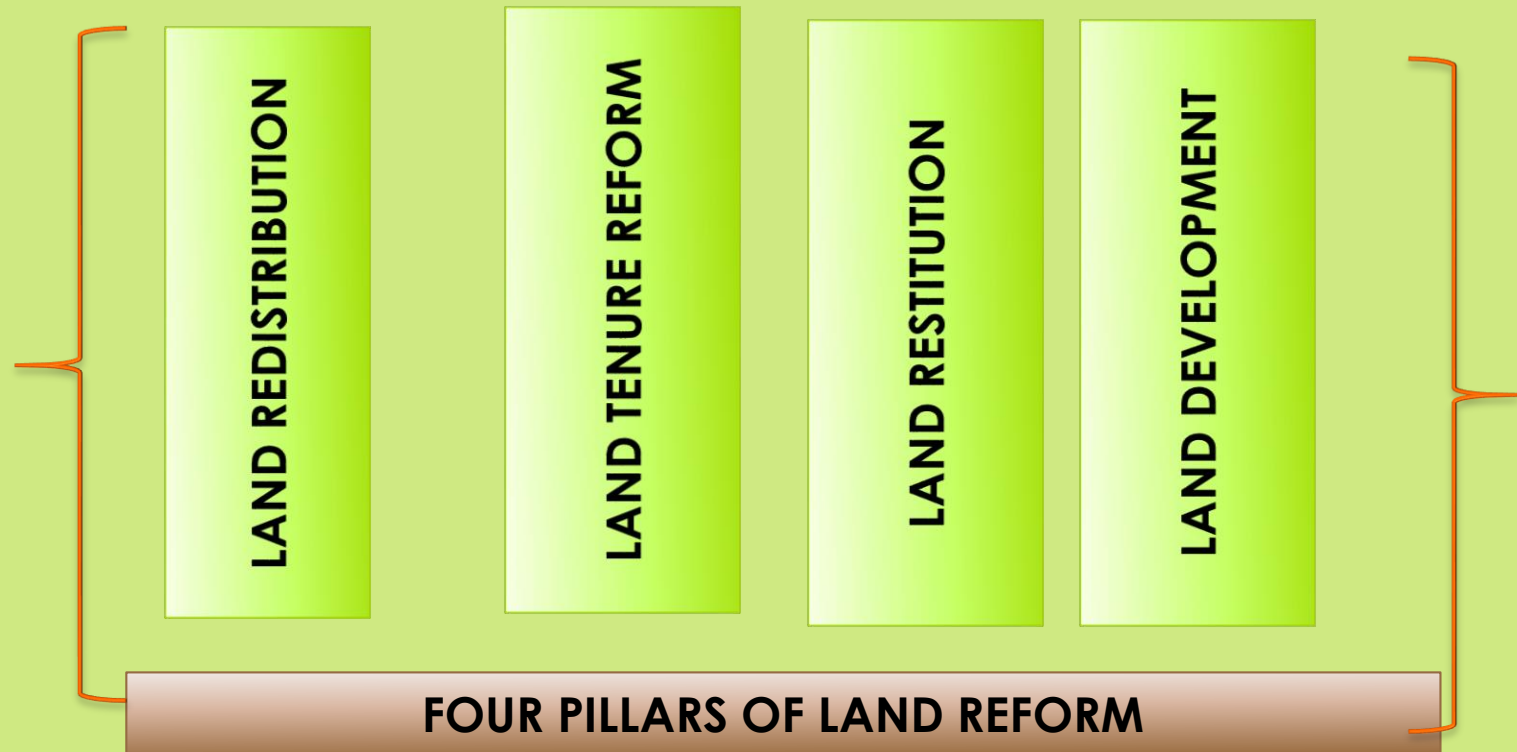 LAND REDISTRIBUTION
LAND TENURE REFORM
LAND RESTITUTION
LAND DEVELOPMENT
FOUR PILLARS OF LAND REFORM